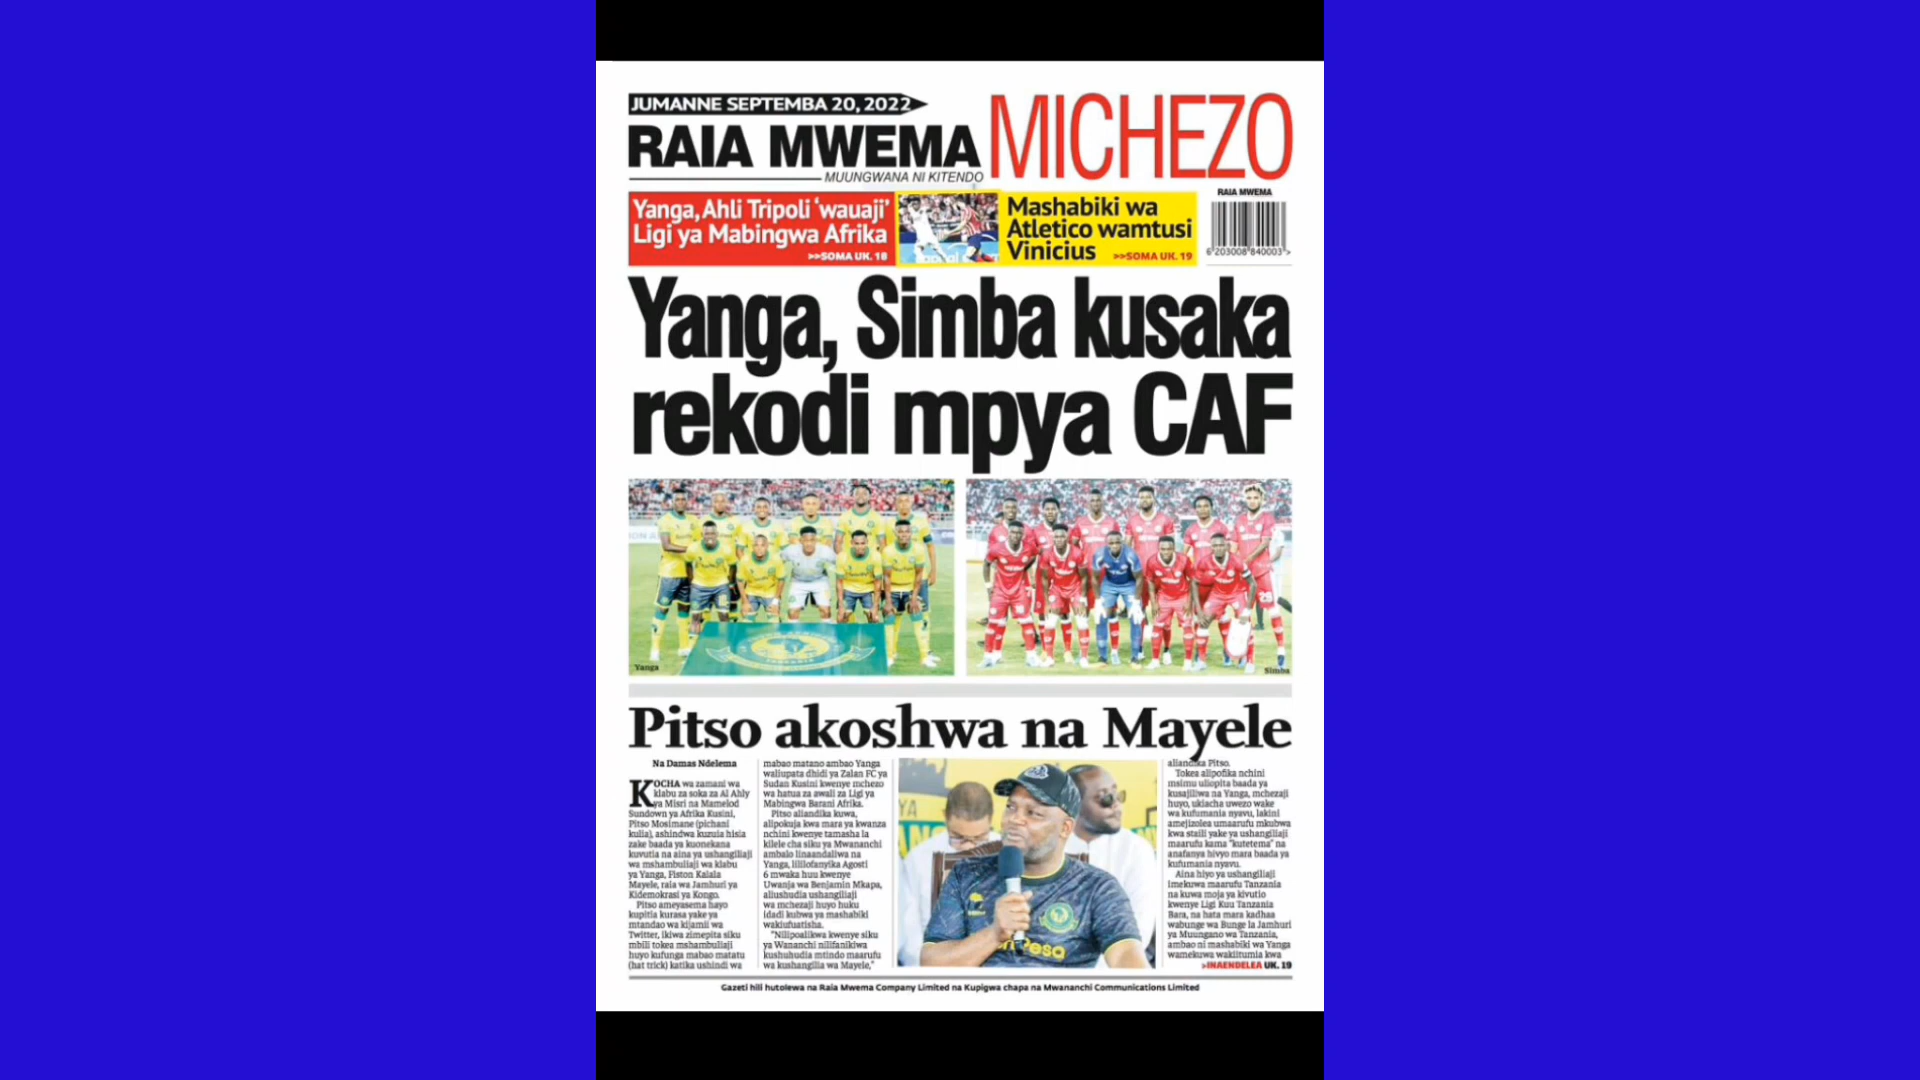 JUMANNE SEPTEMBA 20, 2022
RAIA MWEMA
MUUNGWANA NI KITENDO
MICHEZO
Yanga, Ahli Tripoli ‘wauaji’
Ligi ya Mabingwa Afrika
>>SOMA UK. 18
Mashabiki wa
Atletico wamtusi
Vinicius
>>SOMA UK. 19
RAIA MWEMA
6 203008 840003 >
Yanga, Simba kusaka
rekodi mpya CAF
Yanga
Simba
Pitso akoshwa na Mayele
Na Damas Ndelema
KOCHA wa zamani wa
klabu za soka za Al Ahly
ya Misri na Mamelod
Sundown ya Afrika Kusini,
Pitso Mosimane (pichani
kulia), ashindwa kuzuia hisia
zake baada ya kuonekana
kuvutia na aina ya ushangiliaji
wa mshambuliaji wa klabu
ya Yanga, Fiston Kalala
Mayele, raia wa Jamhuri ya
Kidemokrasi ya Kongo.
Pitso ameyasema hayo
kupitia kurasa yake ya
mtandao wa kijamii wa
Twitter, ikiwa zimepita siku
mbili tokea mshambuliaji
huyo kufunga mabao matatu
(hat trick) katika ushindi wa
mabao matano ambao Yanga
waliupata dhidi ya Zalan FC ya
Sudan Kusini kwenye mchezo
wa hatua za awali za Ligi ya
Mabingwa Barani Afrika.
Pitso aliandika kuwa,
alipokuja kwa mara ya kwanza
nchini kwenye tamasha la
kilele cha siku ya Mwananchi
ambalo linaandaliwa na
Yanga, lililofanyika Agosti
6 mwaka huu kwenye
Uwanja wa Benjamin Mkapa,
aliushudia ushangiliaji
wa mchezaji huyo huku
idadi kubwa ya mashabiki
wakiufuatisha.
"Nilipoalikwa kwenye siku
ya Wananchi nilifanikiwa
kushuhudia mtindo maarufu
wa kushangilia wa Mayele,"
aliandika Pitso.
Tokea alipofika nchini
msimu uliopita baada ya
kusajiliwa na Yanga, mchezaji
huyo, ukiacha uwezo wake
wa kufumania nyavu, lakini
amejizolea umaarufu mkubwa
kwa staili yake ya ushangiliaji
maarufu kama "kutetema" na
anafanya hivyo mara baada ya
kufumania nyavu.
Aina hiyo ya ushangiliaji
imekuwa maarufu Tanzania
na kuwa moja ya kivutio
kwenye Ligi Kuu Tanzania
Bara, na hata mara kadhaa
wabunge wa Bunge la Jamhuri
ya Muungano wa Tanzania,
ambao ni mashabiki wa Yanga
wamekuwa wakiitumia kwa
>INAENDELEA UK. 19
Gazeti hili hutolewa na Raia Mwema Company Limited na Kupigwa chapa na Mwananchi Communications Limited